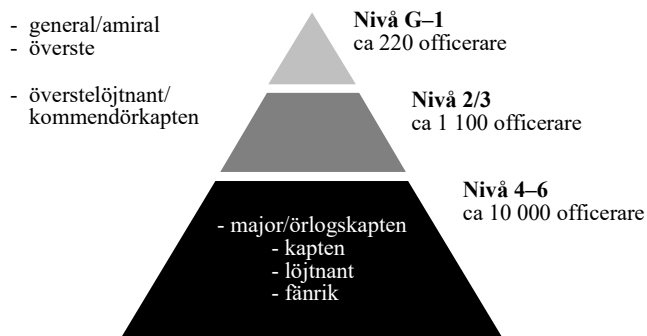 - general/amiral
- överste
- överstelöjtnant/
kommendörkapten
Nivå G–1
ca 220 officerare
Nivå 2/3
ca 1 100 officerare
Nivå 4–6
ca 10 000 officerare
- major/örlogskapten
- kapten
- löjtnant
- fänrik